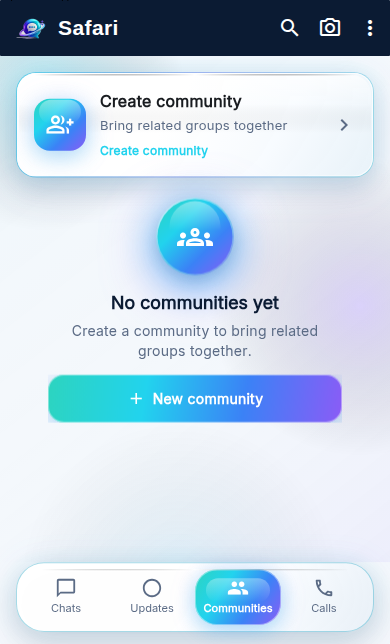 Safari
Create community
Bring related groups together
Create community
No communities yet
Create a community to bring related
groups together.
+ New community
Chats
Updates
Communities
Calls